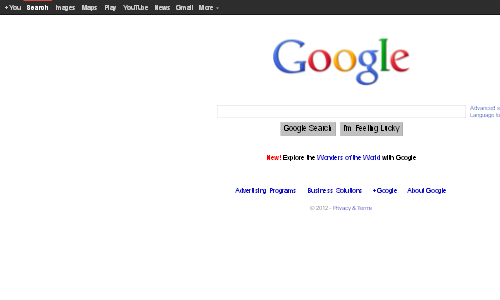 +You Search Images Maps Play YouTube News Gmail More
Google
Advanced
Language
Google Search I'm Feeling Lucky
New! Explore the Wonders of the World with Google
Advertising Programs Business Solutions +Google About Google
© 2012 - Privacy & Terms